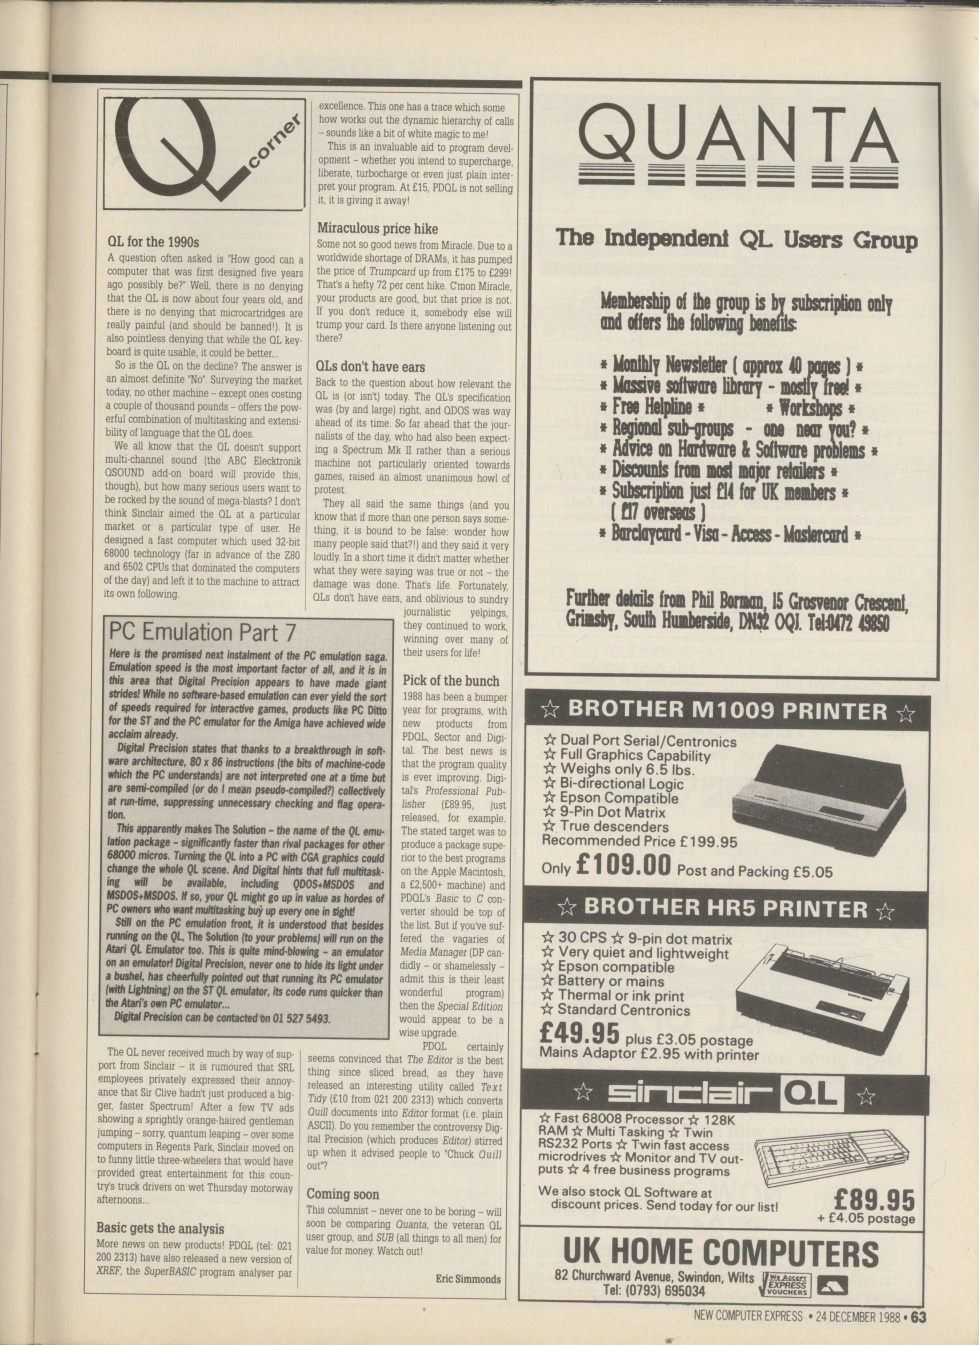 QL corner
QL for the 1990s
A question often asked is "How good can a
computer that was first designed five years
ago possibly be?" Well, there is no denying
that the QL is now about four years old, and
there is no denying that microcartridges are
really painful (and should be banned!). It is
also pointless denying that while the QL key-
board is quite usable, it could be better...
So is the QL on the decline? The answer is
an almost definite "No". Surveying the market
today, no other machine – except ones costing
a couple of thousand pounds – offers the pow-
erful combination of multitasking and extensi-
bility of language that the QL does.
We all know that the QL doesn't support
multi-channel sound (the ABC Elecktronik
QSOUND add-on board will provide this,
though), but how many serious users want to
be rocked by the sound of mega-blasts? I don't
think Sinclair aimed the QL at a particular
market or a particular type of user. He
designed a fast computer which used 32-bit
68000 technology (far in advance of the Z80
and 6502 CPUs that dominated the computers
of the day) and left it to the machine to attract
its own following.
PC Emulation Part 7
Here is the promised next instalment of the PC emulation saga.
Emulation speed is the most important factor of all, and it is in
this area that Digital Precision appears to have made giant
strides! While no software-based emulation can ever yield the sort
of speeds required for interactive games, products like PC Ditto
for the ST and the PC emulator for the Amiga have achieved wide
acclaim already.
Digital Precision states that thanks to a breakthrough in soft-
ware architecture, 80 x 86 instructions (the bits of machine-code
which the PC understands) are not interpreted one at a time but
are semi-compiled (or do I mean pseudo-compiled?) collectively
at run-time, suppressing unnecessary checking and flag opera-
tion.
This apparently makes The Solution – the name of the QL emu-
lation package – significantly faster than rival packages for other
68000 micros. Turning the QL into a PC with CGA graphics could
change the whole QL scene. And Digital hints that full multitask-
ing will be available, including QDOS+MSDOS and
MSDOS+MSDOS. If so, your QL might go up in value as hordes of
PC owners who want multitasking buy up every one in sight!
Still on the PC emulation front, it is understood that besides
running on the QL, The Solution (to your problems) will run on the
Atari QL Emulator too. This is quite mind-blowing – an emulator
on an emulator! Digital Precision, never one to hide its light under
a bushel, has cheerfully pointed out that running its PC emulator
(with Lightning) on the ST QL emulator, its code runs quicker than
the Atari's own PC emulator...
Digital Precision can be contacted on 01 527 5493.
The QL never received much by way of sup-
port from Sinclair – it is rumoured that SRL
employees privately expressed their annoy-
ance that Sir Clive hadn't just produced a big-
ger, faster Spectrum! After a few TV ads
showing a sprightly orange-haired gentleman
jumping – sorry, quantum leaping – over some
computers in Regents Park, Sinclair moved on
to funny little three-wheelers that would have
provided great entertainment for this coun-
try's truck drivers on wet Thursday motorway
afternoons...
Basic gets the analysis
More news on new products! PDQL (tel: 021
200 2313) have also released a new version of
XREF, the SuperBASIC program analyser par
excellence. This one has a trace which some
how works out the dynamic hierarchy of calls
– sounds like a bit of white magic to me!
This is an invaluable aid to program devel-
opment – whether you intend to supercharge,
liberate, turbocharge or even just plain inter-
pret your program. At £15, PDQL is not selling
it, it is giving it away!
Miraculous price hike
Some not so good news from Miracle. Due to a
worldwide shortage of DRAMs, it has pumped
the price of Trumpcard up from £175 to £299!
That's a hefty 72 per cent hike. C'mon Miracle,
your products are good, but that price is not.
If you don't reduce it, somebody else will
trump your card. Is there anyone listening out
there?
QLs don't have ears
Back to the question about how relevant the
QL is (or isn't) today. The QL's specification
was (by and large) right, and QDOS was way
ahead of its time. So far ahead that the jour-
nalists of the day, who had also been expect-
ing a Spectrum Mk II rather than a serious
machine not particularly oriented towards
games, raised an almost unanimous howl of
protest.
They all said the same things (and you
know that if more than one person says some-
thing, it is bound to be false: wonder how
many people said that?!) and they said it very
loudly. In a short time it didn't matter whether
what they were saying was true or not – the
damage was done. That's life. Fortunately,
QLs don't have ears, and oblivious to sundry
journalistic yelpings,
they continued to work,
winning over many of
their users for life!
Pick of the bunch
1988 has been a bumper
year for programs, with
new products from
PDQL, Sector and Digi-
tal. The best news is
that the program quality
is ever improving. Digi-
tal's Professional Pub-
lisher (£89.95, just
released, for example.
The stated target was to
produce a package supe-
rior to the best programs
on the Apple Macintosh,
a £2,500+ machine) and
PDQL's Basic to C con-
verter should be top of
the list. But if you've suf-
fered the vagaries of
Media Manager (DP can-
didly – or shamelessly –
admit this is their least
wonderful program)
then the Special Edition
would appear to be a
wise upgrade.
PDQL certainly
seems convinced that The Editor is the best
thing since sliced bread, as they have
released an interesting utility called Text
Tidy (£10 from 021 200 2313) which converts
Quill documents into Editor format (i.e. plain
ASCII). Do you remember the controversy Dig-
ital Precision (which produces Editor) stirred
up when it advised people to "Chuck Quill
out"?
Coming soon
This columnist – never one to be boring – will
soon be comparing Quanta, the veteran QL
user group, and SUB (all things to all men) for
value for money. Watch out!
Eric Simmonds
QUANTA
The Independent QL Users Group
Membership of the group is by subscription only
and offers the following benefits:
* Monthly Newsletter ( approx 40 pages ) *
* Massive software library - mostly free! *
* Free Helpline * * Workshops *
* Regional sub-groups - one near you? *
* Advice on Hardware & Software problems *
* Discounts from most major retailers *
* Subscription just £14 for UK members *
( £17 overseas )
* Barclaycard - Visa - Access - Mastercard *
Further details from Phil Borman, 15 Grosvenor Crescent,
Grimsby, South Humberside, DN32 0QJ. Tel:0472 49850
☆ BROTHER M1009 PRINTER ☆
☆ Dual Port Serial/Centronics
☆ Full Graphics Capability
☆ Weighs only 6.5 lbs.
☆ Bi-directional Logic
☆ Epson Compatible
☆ 9-Pin Dot Matrix
☆ True descenders
Recommended Price £199.95
Only £109.00 Post and Packing £5.05
☆ BROTHER HR5 PRINTER ☆
☆ 30 CPS ☆ 9-pin dot matrix
☆ Very quiet and lightweight
☆ Epson compatible
☆ Battery or mains
☆ Thermal or ink print
☆ Standard Centronics
£49.95 plus £3.05 postage
Mains Adaptor £2.95 with printer
☆ sinclair QL ☆
☆ Fast 68008 Processor ☆ 128K
RAM ☆ Multi Tasking ☆ Twin
RS232 Ports ☆ Twin fast access
microdrives ☆ Monitor and TV out-
puts ☆ 4 free business programs
We also stock QL Software at
discount prices. Send today for our list!
£89.95
+ £4.05 postage
UK HOME COMPUTERS
82 Churchward Avenue, Swindon, Wilts
Tel: (0793) 695034
WE ACCEPT
EXPRESS
VOUCHERS
NEW COMPUTER EXPRESS • 24 DECEMBER 1988 • 63